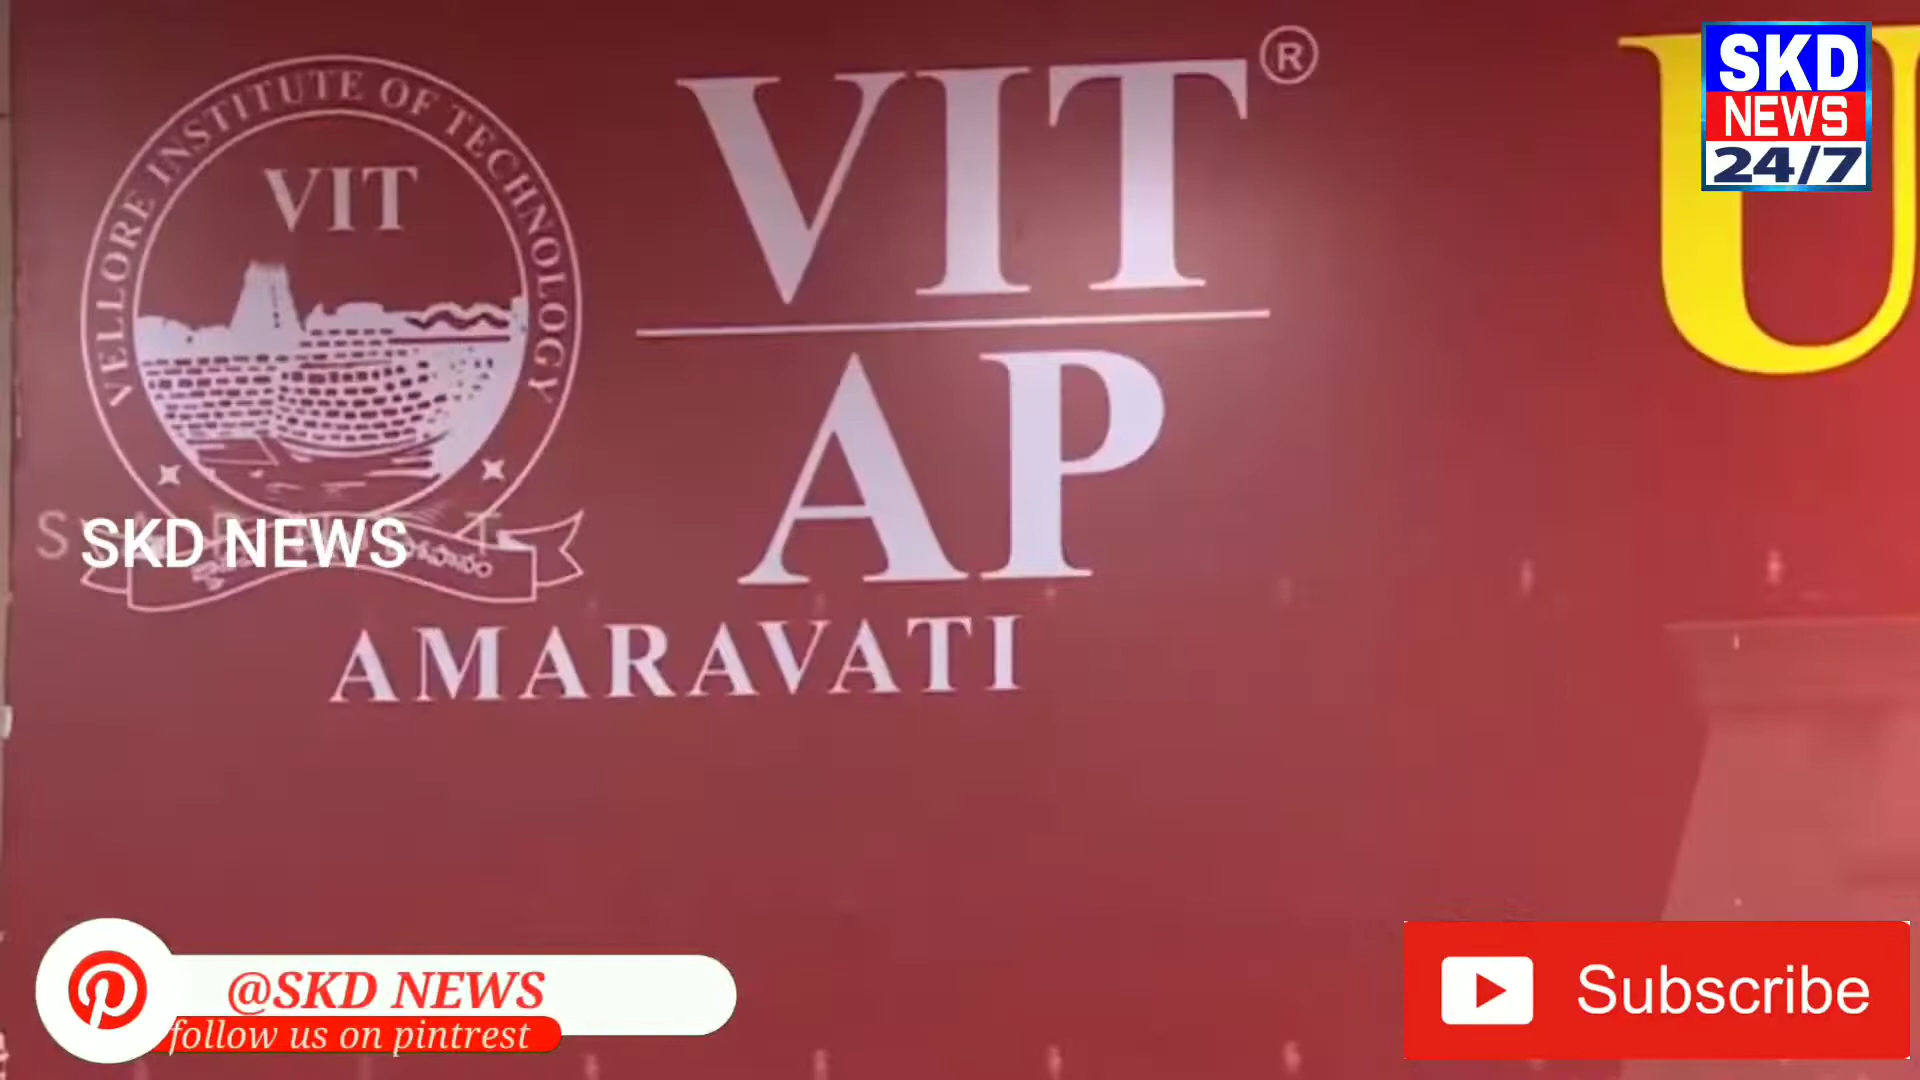 VELLORE INSTITUTE OF TECHNOLOGY
VIT
VIT®
AP
AMARAVATI
U
SKD
NEWS
24/7
SKD NEWS
@SKD NEWS
follow us on pintrest
Subscribe